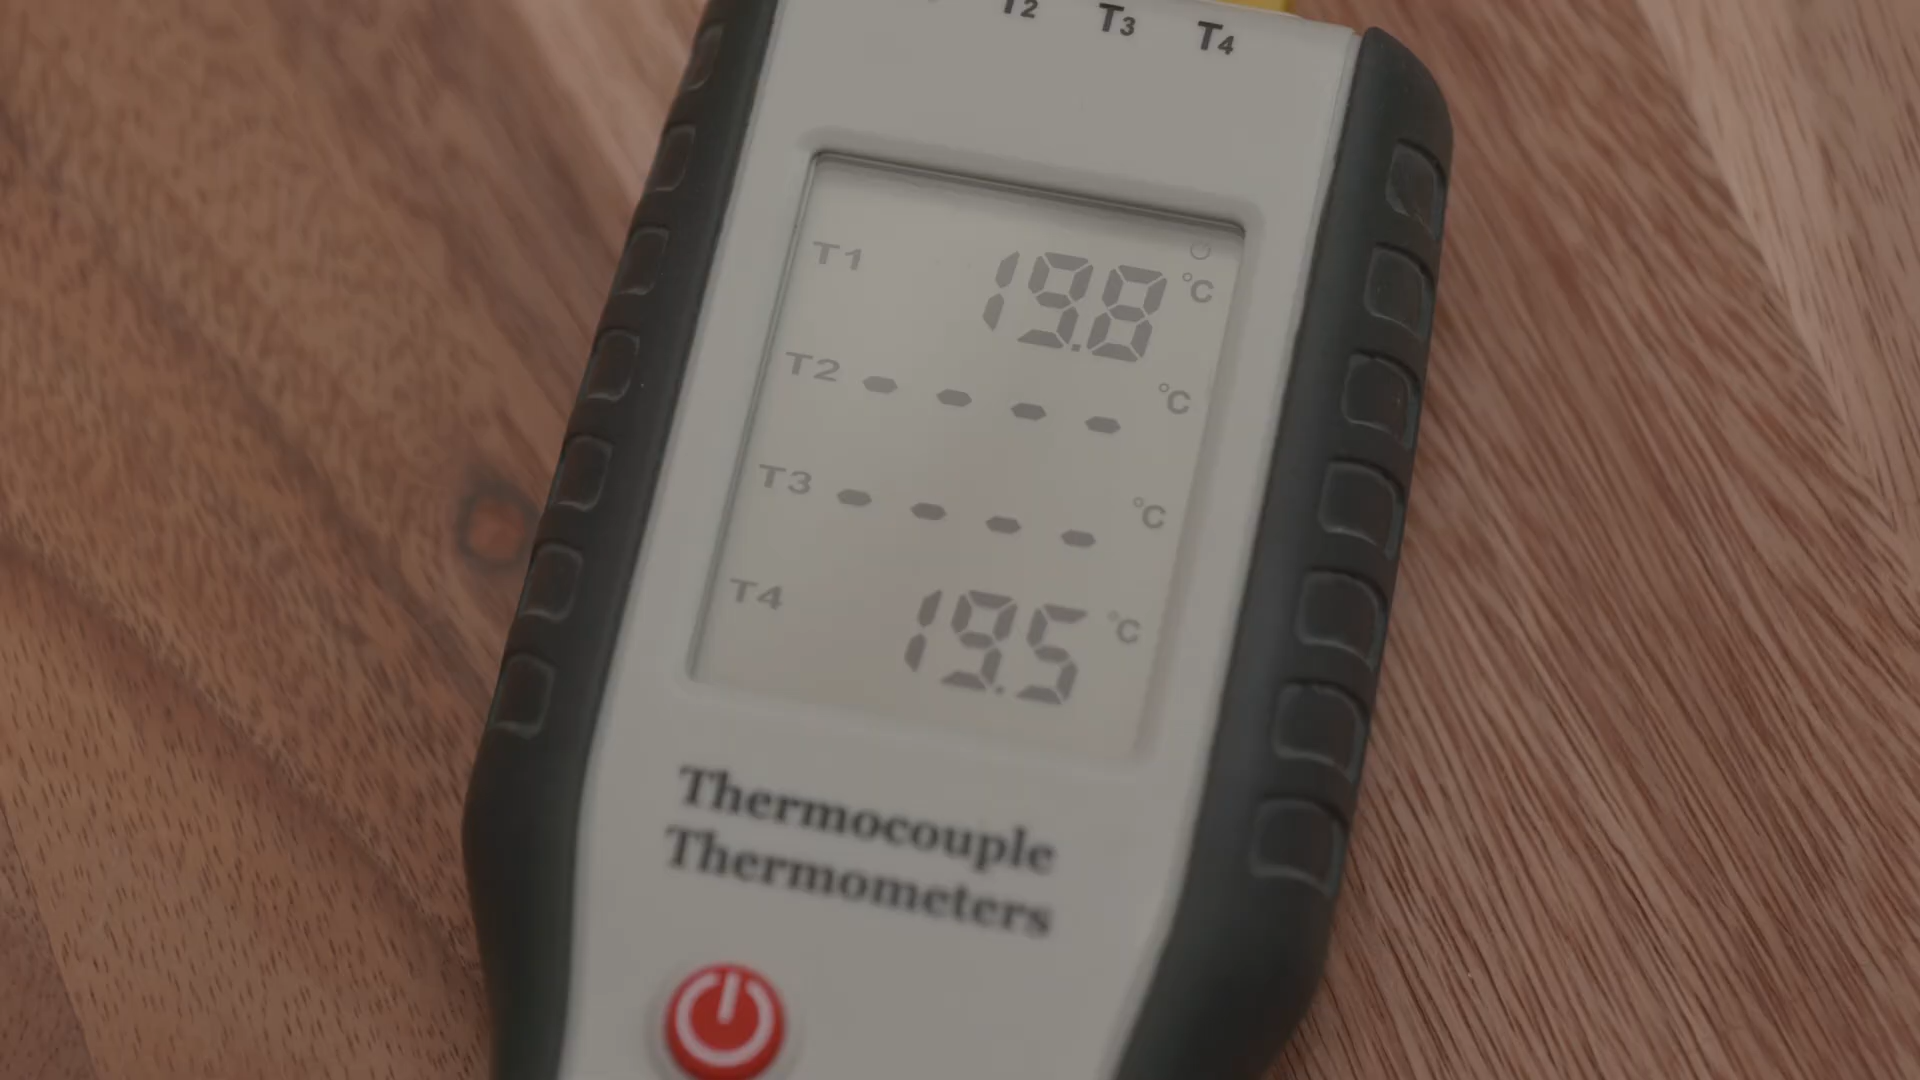 T2 T3 T4
T1 19.8 °C
T2 - - - - °C
T3 - - - - °C
T4 19.5 °C
Thermocouple
Thermometers